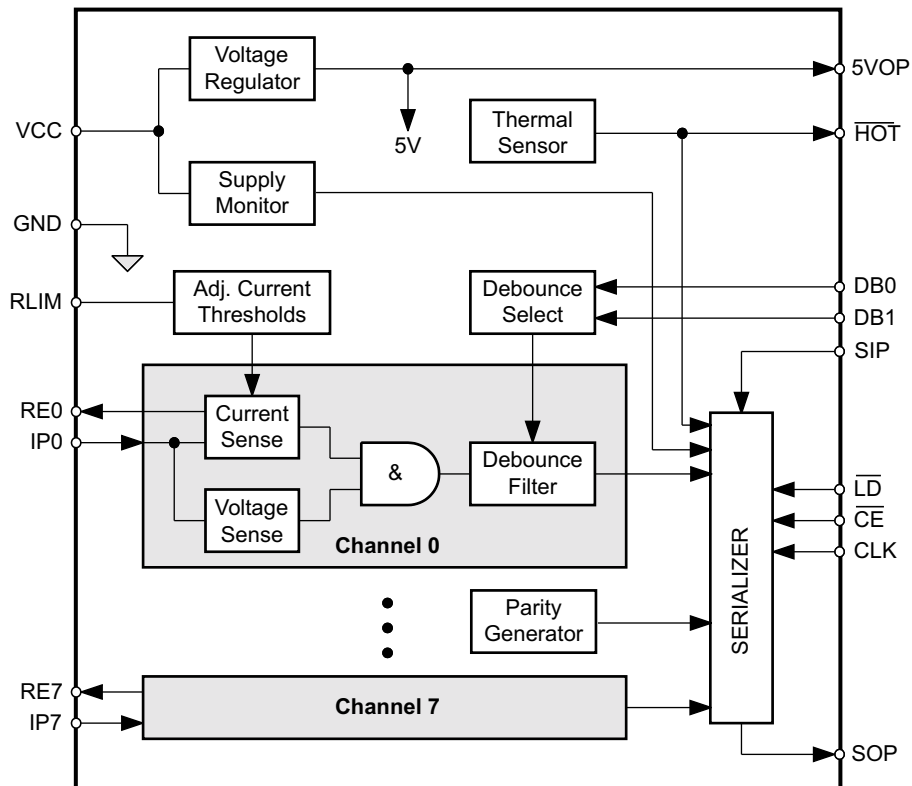 Voltage
Regulator
5VOP
VCC
5V
Thermal
Sensor
HOT
Supply
Monitor
GND
RLIM
Adj. Current
Thresholds
Debounce
Select
DB0
DB1
SIP
RE0
IP0
Current
Sense
&
Debounce
Filter
Voltage
Sense
Channel 0
LD
CE
CLK
SERIALIZER
Parity
Generator
RE7
IP7
Channel 7
SOP